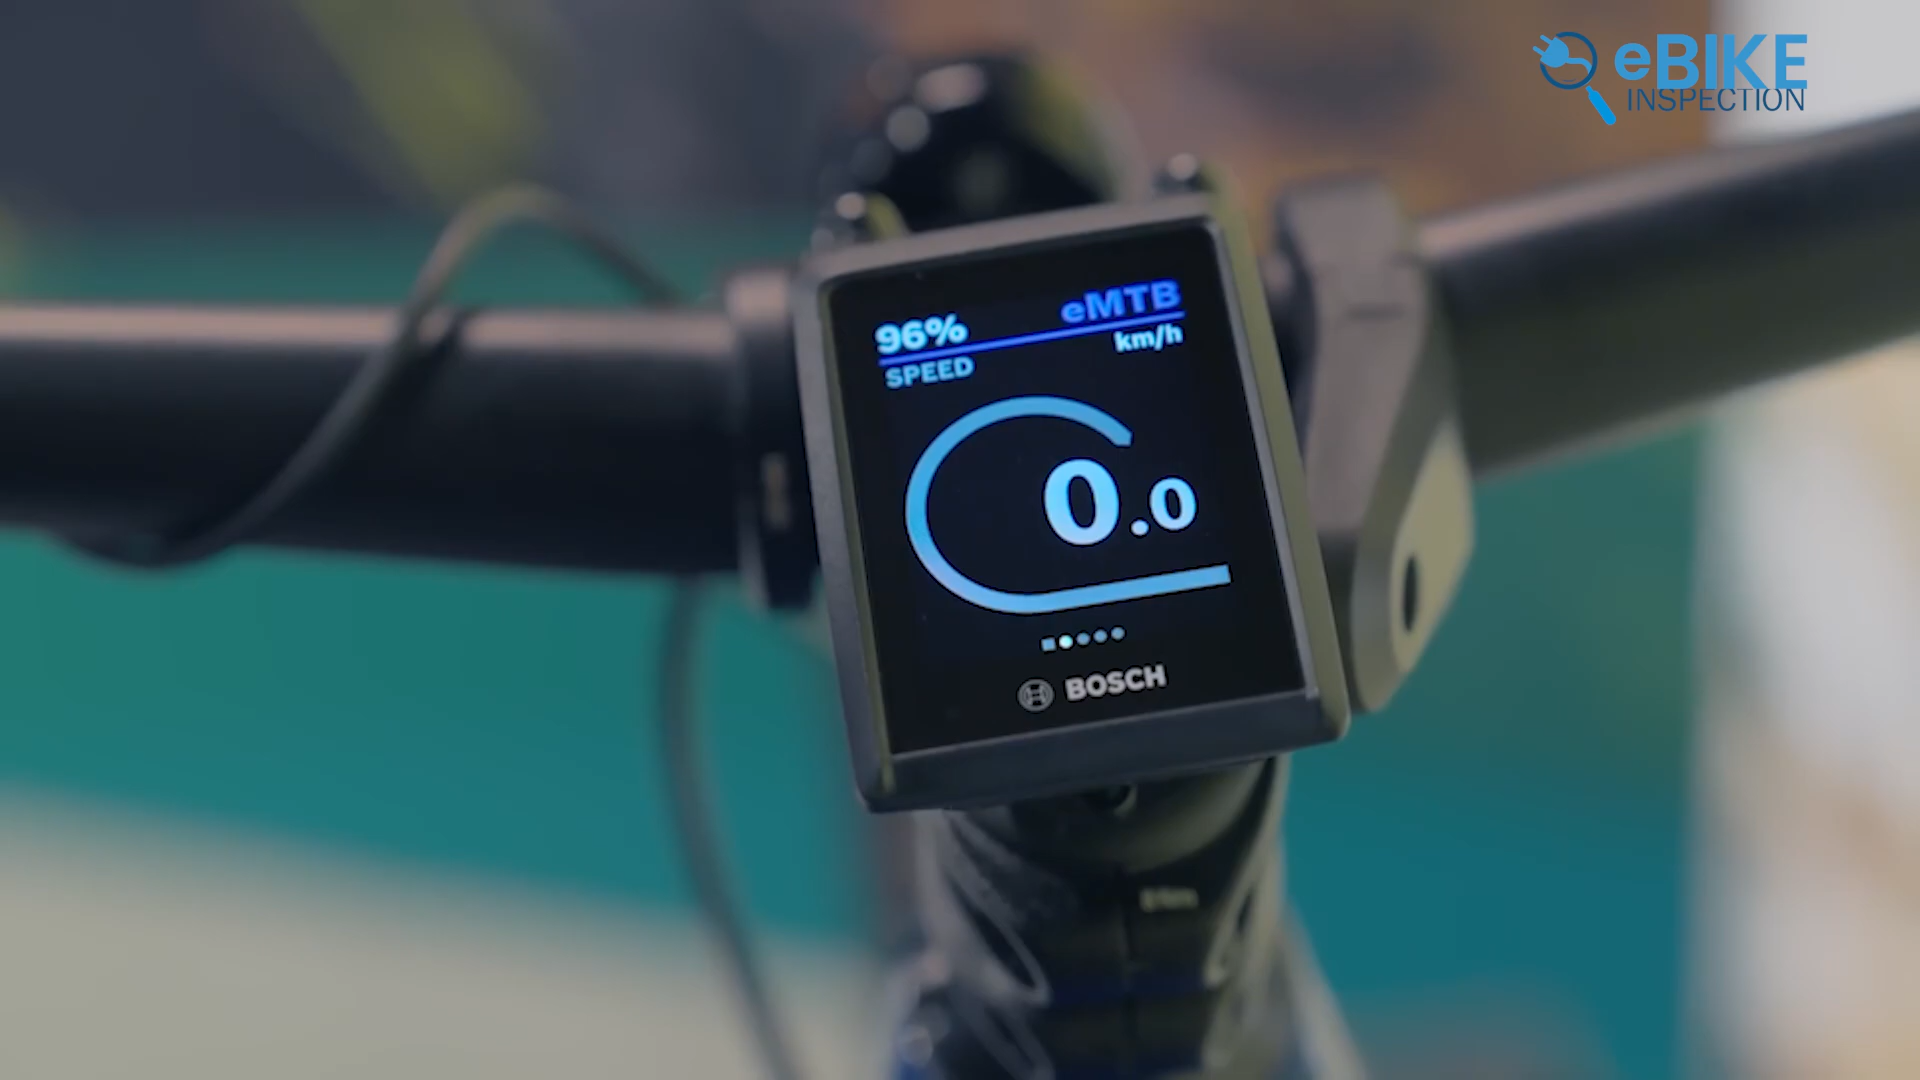 eBIKE
INSPECTION
96% eMTB
SPEED km/h
0.0
BOSCH